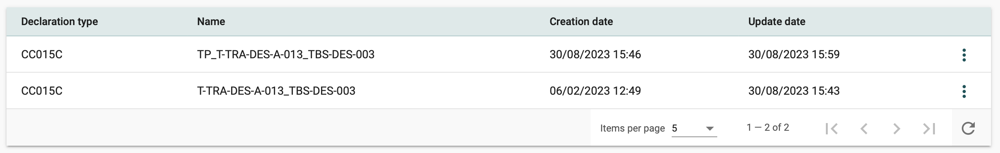 Declaration type Name Creation date Update date
CC015C TP_T-TRA-DES-A-013_TBS-DES-003 30/08/2023 15:46 30/08/2023 15:59
CC015C T-TRA-DES-A-013_TBS-DES-003 06/02/2023 12:49 30/08/2023 15:43
Items per page 5 1 – 2 of 2